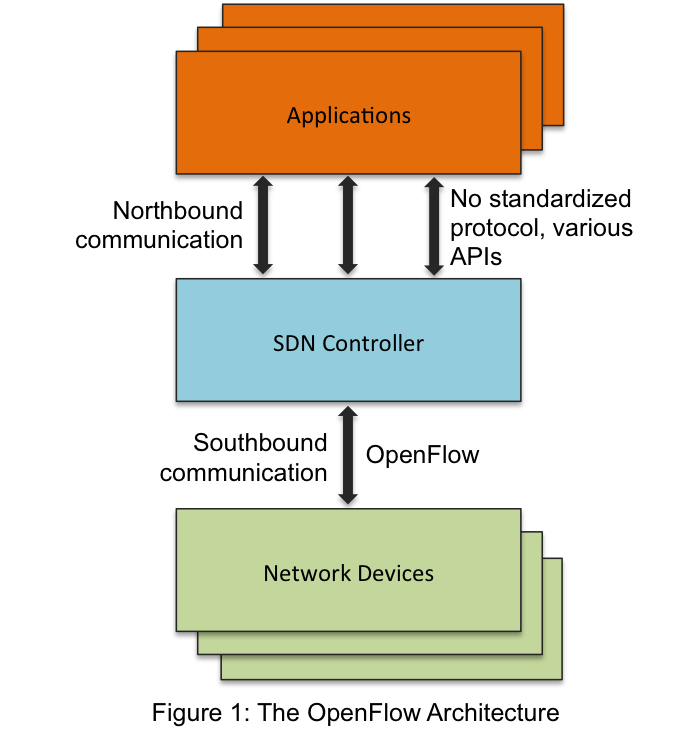 Applications
Northbound
communication
No standardized
protocol, various
APIs
SDN Controller
Southbound
communication
OpenFlow
Network Devices
Figure 1: The OpenFlow Architecture